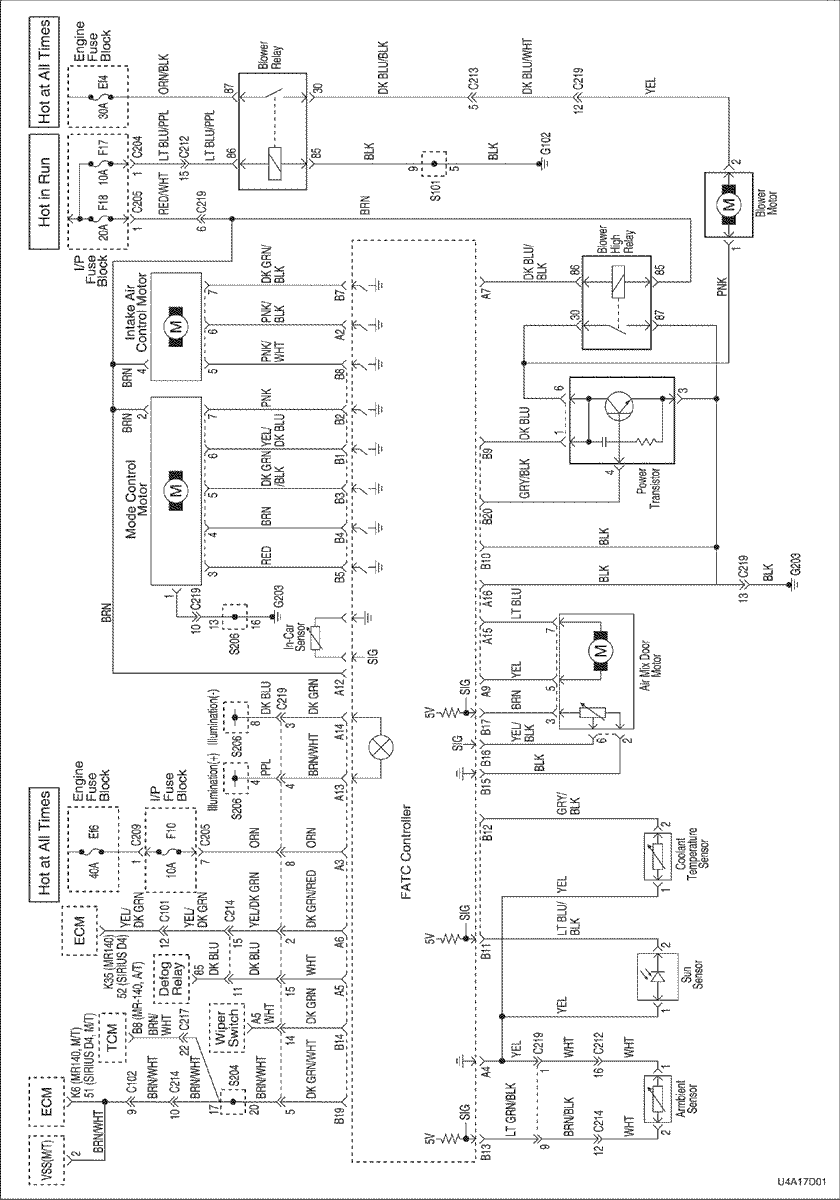 Hot at All Times
Engine
Fuse
Block
Ef4
30A
ORN/BLK
87
Blower
Relay
30
DK BLU/BLK
5
C213
DK BLU/WHT
12
C219
YEL
2
M
Blower
Motor
1
PNK
Hot in Run
F17
10A
1
C204
LT BLU/PPL
15
C212
LT BLU/PPL
86
85
BLK
9
S101
5
BLK
G102
F18
20A
I/P
Fuse
Block
1
C205
RED/WHT
6
C219
BRN
Intake Air
Control Motor
M
4
BRN
7
DK GRN/
BLK
B7
6
PNK/
BLK
A2
5
PNK/
WHT
B8
Mode Control
Motor
M
2
BRN
7
PNK
B2
6
YEL/
DK BLU
B1
5
DK GRN
/BLK
B3
4
BRN
B4
3
RED
B5
1
10
C219
13
S206
16
G203
In-Car
Sensor
SIG
BRN
A12
Illumination(-)
S206
8
DK BLU
C219
3
DK GRN
A14
Illumination(+)
S206
4
PPL
4
BRN/WHT
A13
Hot at All Times
Engine
Fuse
Block
Ef6
40A
1
C209
I/P
Fuse
Block
F10
10A
7
C205
ORN
8
ORN
A3
ECM
K35 (MR140)
52 (SIRIUS D4)
YEL/
DK GRN
12
C101
YEL/
DK GRN
15
C214
YEL/DK GRN
2
DK GRN/RED
A6
Defog
Relay
85
DK BLU
11
DK BLU
15
WHT
A5
Wiper
Switch
A5
WHT
14
DK GRN
B14
TCM
B8 (MR-140, A/T)
BRN/
WHT
22
C217
ECM
K6 (MR140, M/T)
51 (SIRIUS D4, M/T)
VSS(M/T)
2
BRN/WHT
9
C102
BRN/WHT
10
C214
BRN/WHT
17
S204
20
BRN/WHT
5
DK GRN/WHT
B19
FATC Controller
A7
DK BLU/
BLK
86
Blower
High
Relay
85
30
87
B9
DK BLU
1
6
3
4
Power
Transistor
B20
GRY/BLK
B10
BLK
A16
BLK
13
C219
BLK
G203
A15
LT BLU
7
M
Air Mix Door
Motor
A9
YEL
5
5V
SIG
B17
BRN
3
SIG
B16
YEL/
BLK
6
B15
BLK
2
B12
GRY/
BLK
2
Coolant
Temperature
Sensor
1
YEL
5V
SIG
B11
LT BLU/
BLK
2
Sun
Sensor
1
YEL
A4
YEL
C219
1
WHT
16
C212
WHT
1
Ambient
Sensor
2
5V
SIG
B13
LT GRN/BLK
9
BRN/BLK
12
C214
WHT
U4A17D01